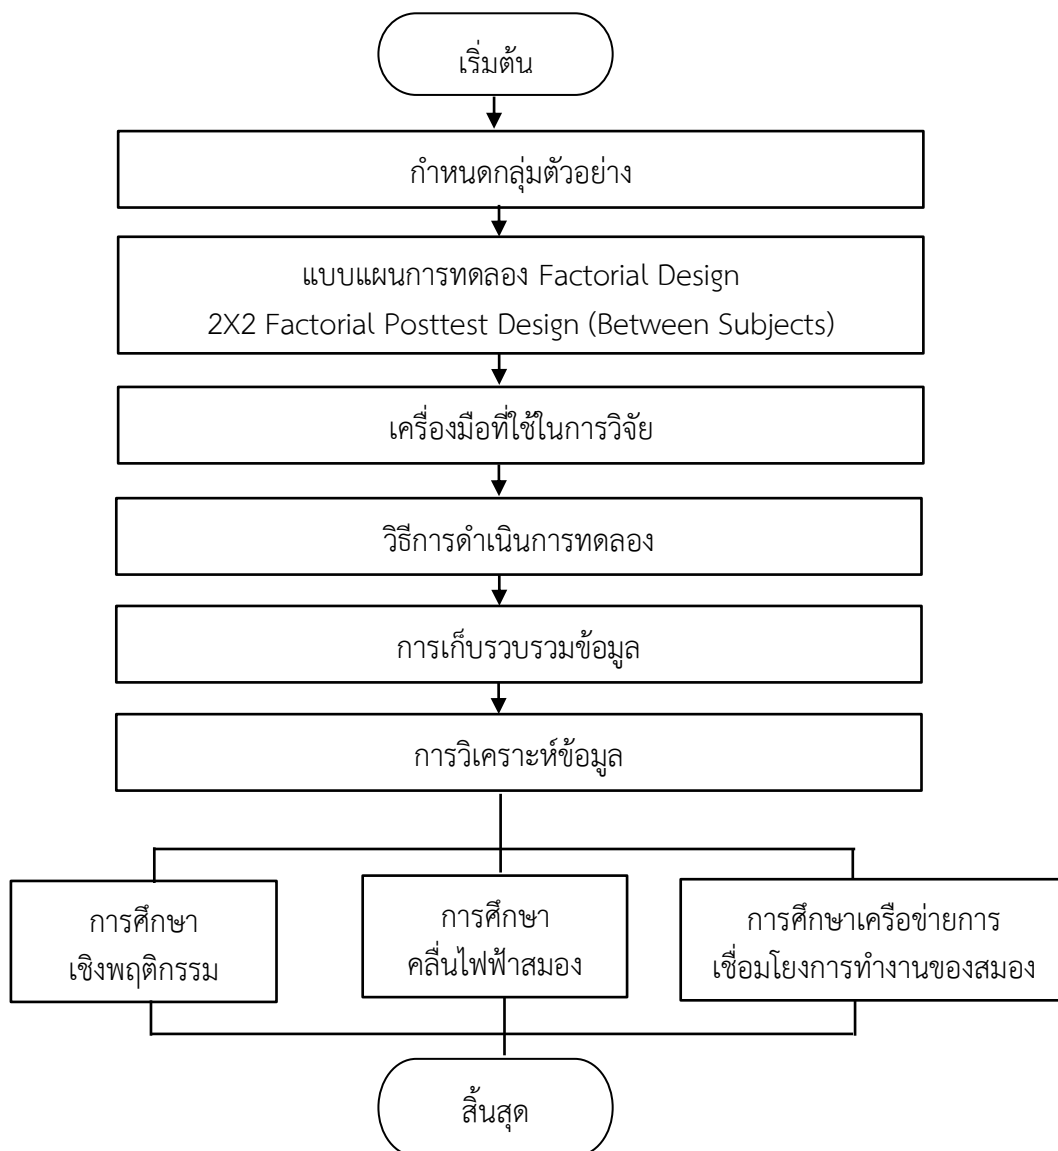 เริ่มต้น
กำหนดกลุ่มตัวอย่าง
แบบแผนการทดลอง Factorial Design
2X2 Factorial Posttest Design (Between Subjects)
เครื่องมือที่ใช้ในการวิจัย
วิธีการดำเนินการทดลอง
การเก็บรวบรวมข้อมูล
การวิเคราะห์ข้อมูล
การศึกษา
เชิงพฤติกรรม
การศึกษา
คลื่นไฟฟ้าสมอง
การศึกษาเครือข่ายการ
เชื่อมโยงการทำงานของสมอง
สิ้นสุด